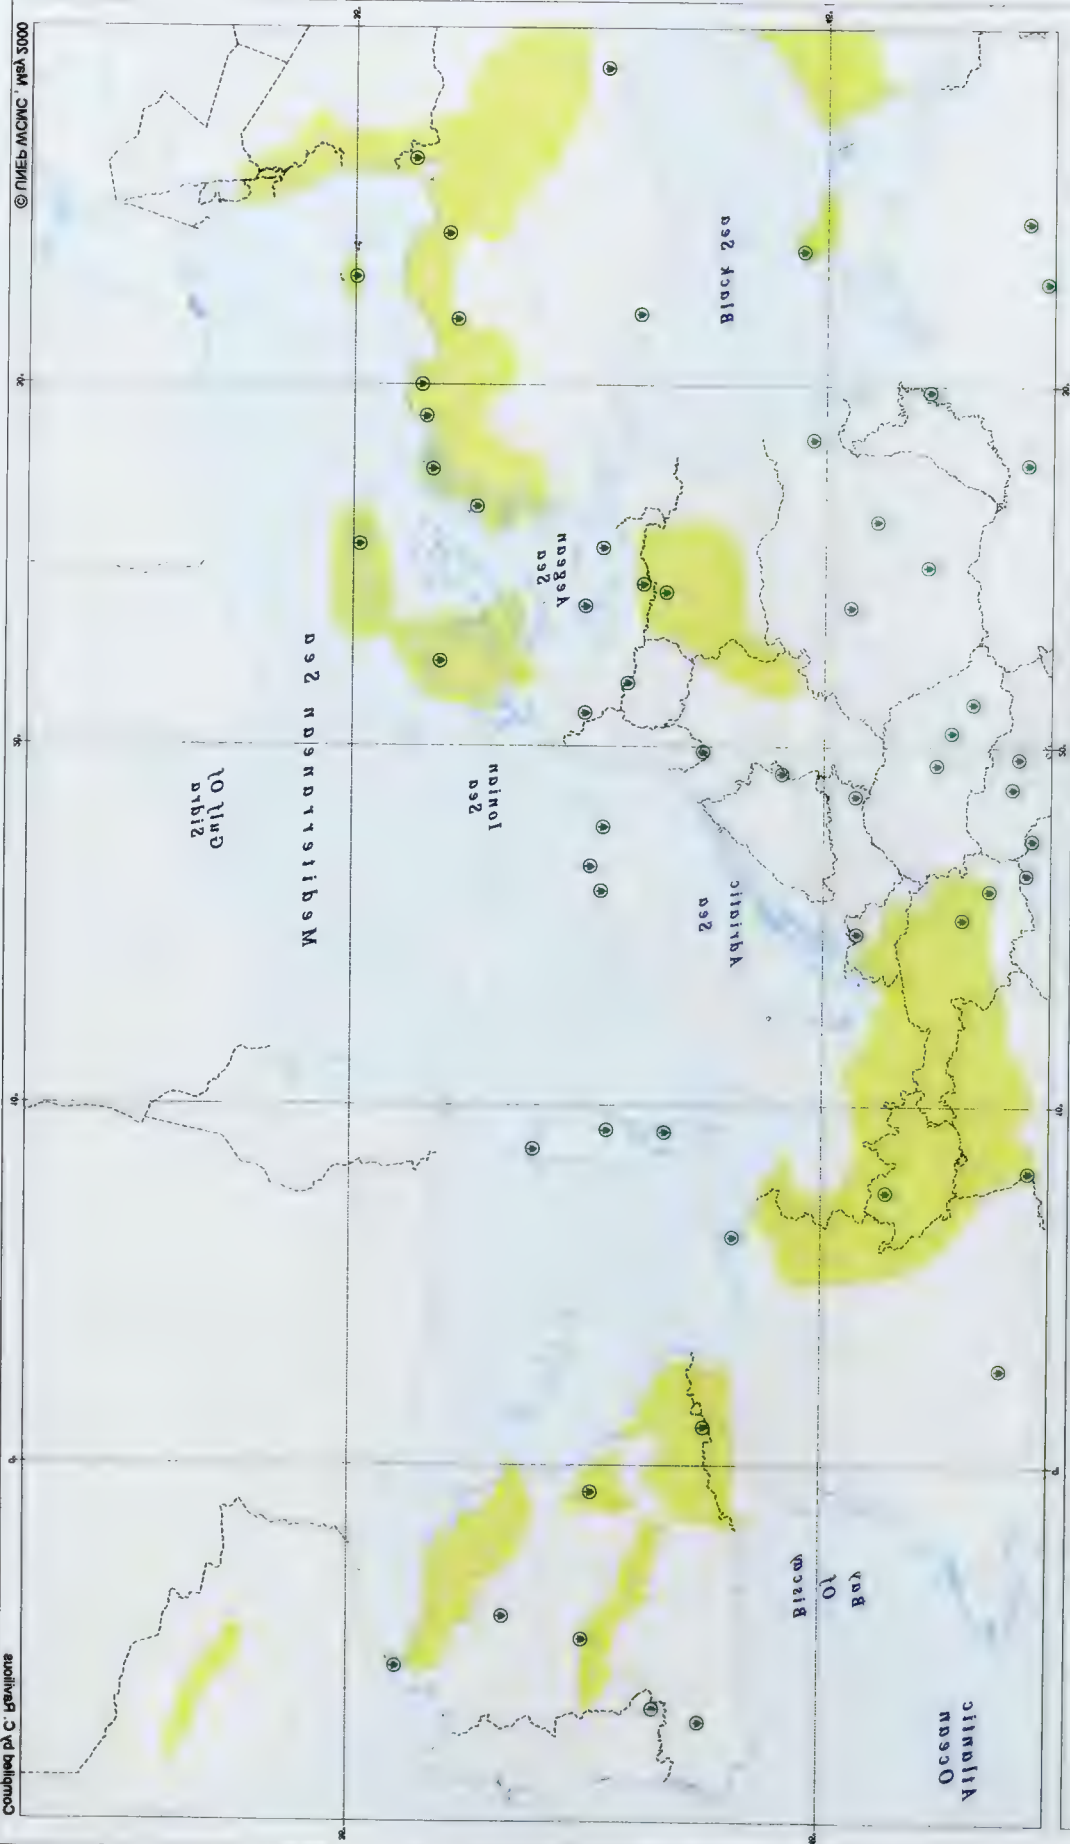 Atlantic
Ocean
Bay
Of
Biscay
Adriatic
Sea
Black Sea
Aegean
Sea
Ionian
Sea
Mediterranean Sea
Gulf Of
Sidra
Compiled by C. Ravilious
© UNEP WCMC, May 2000